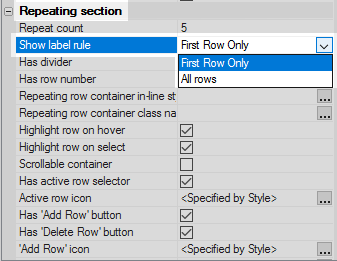 Repeating section
Repeat count 5
Show label rule First Row Only
Has divider First Row Only
Has row number All rows
Repeating row container in-line st ...
Repeating row container class na ...
Highlight row on hover
Highlight row on select
Scrollable container
Has active row selector
Active row icon <Specified by Style> ...
Has 'Add Row' button
Has 'Delete Row' button
'Add Row' icon <Specified by Style> ...